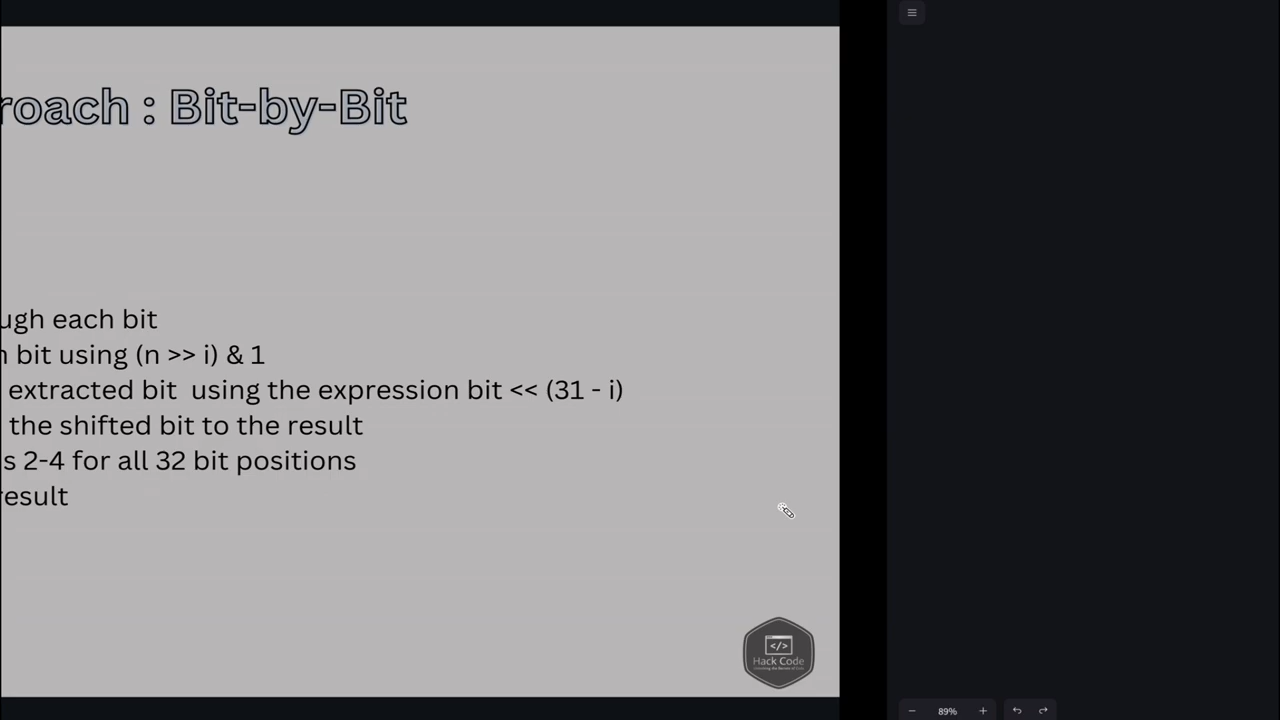 roach : Bit-by-Bit
ugh each bit
bit using (n >> i) & 1
extracted bit using the expression bit << (31 - i)
the shifted bit to the result
s 2-4 for all 32 bit positions
result
</> 
Hack Code
89%